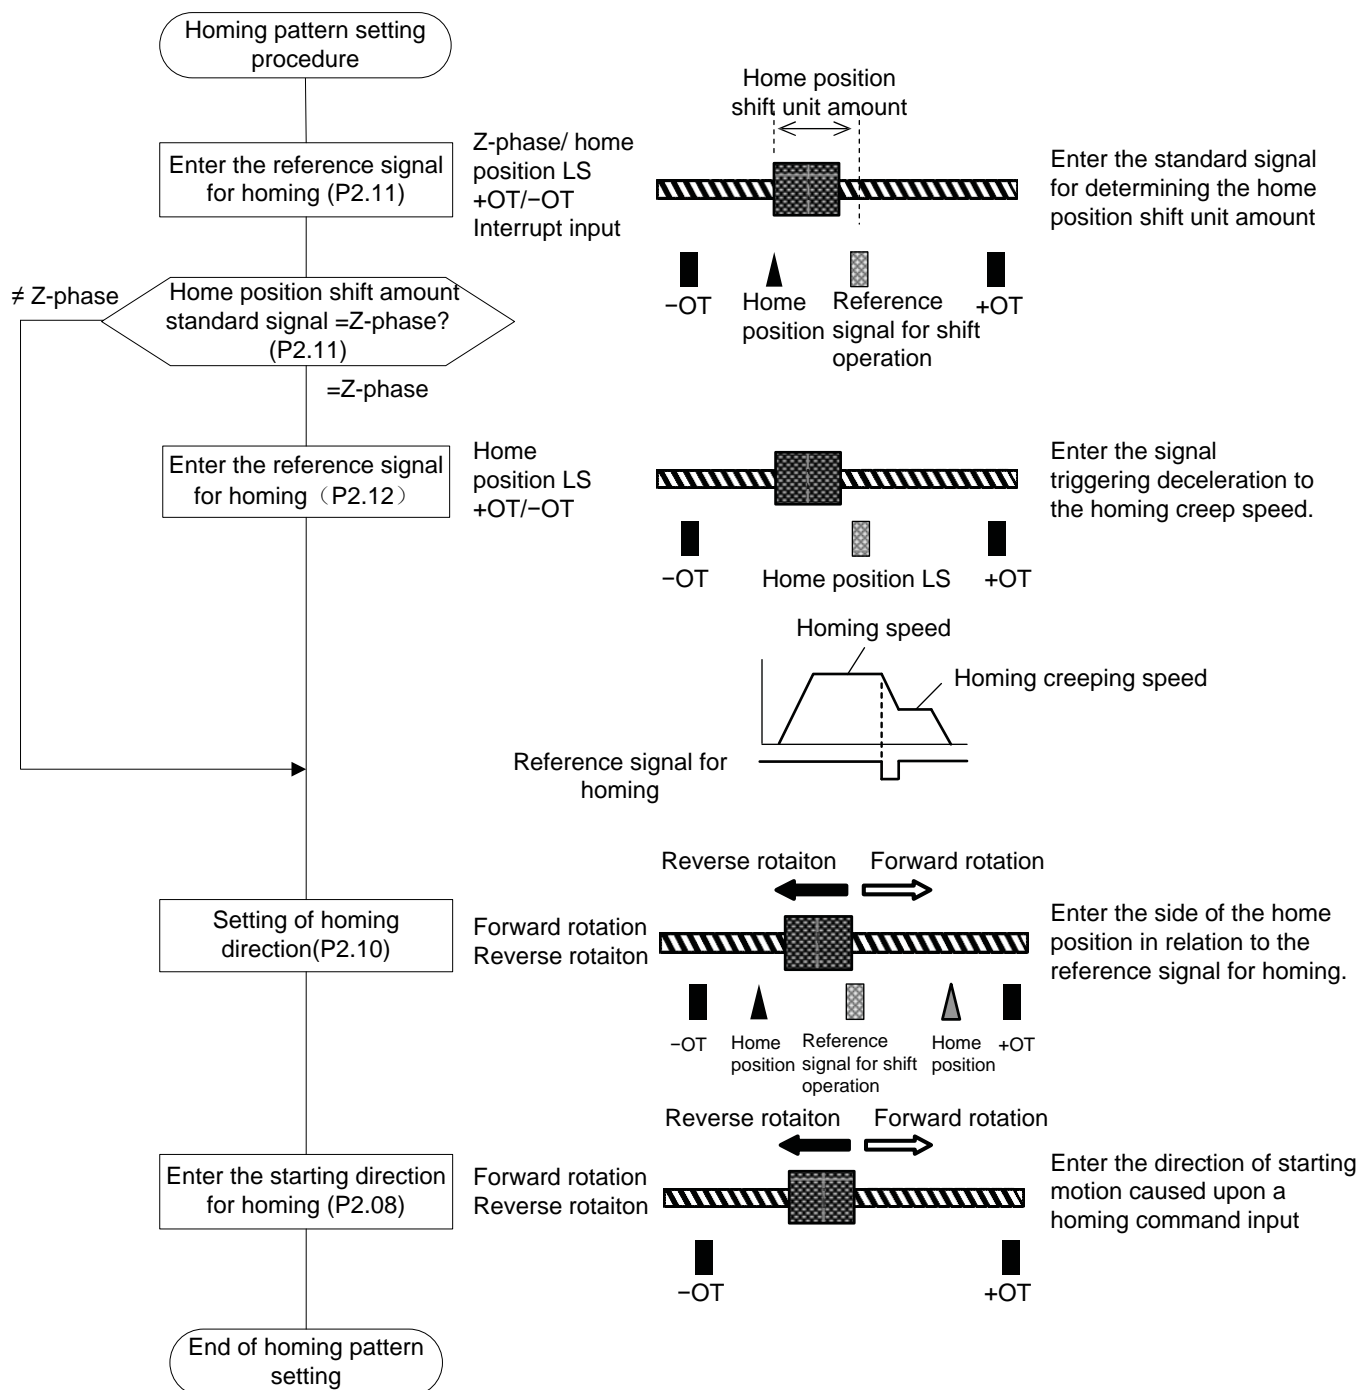 Homing pattern setting
procedure
Home position
shift unit amount
Enter the reference signal
for homing (P2.11)
Z-phase/ home
position LS
+OT/−OT
Interrupt input
Enter the standard signal
for determining the home
position shift unit amount
−OT
Home
position
Reference
signal for shift
operation
+OT
≠ Z-phase
Home position shift amount
standard signal =Z-phase?
(P2.11)
=Z-phase
Enter the reference signal
for homing（P2.12）
Home
position LS
+OT/−OT
Enter the signal
triggering deceleration to
the homing creep speed.
−OT
Home position LS
+OT
Homing speed
Homing creeping speed
Reference signal for
homing
Reverse rotaiton
Forward rotation
Setting of homing
direction(P2.10)
Forward rotation
Reverse rotaiton
Enter the side of the home
position in relation to the
reference signal for homing.
−OT
Home
position
Reference
signal for shift
operation
Home
position
+OT
Reverse rotaiton
Forward rotation
Enter the starting direction
for homing (P2.08)
Forward rotation
Reverse rotaiton
Enter the direction of starting
motion caused upon a
homing command input
−OT
+OT
End of homing pattern
setting